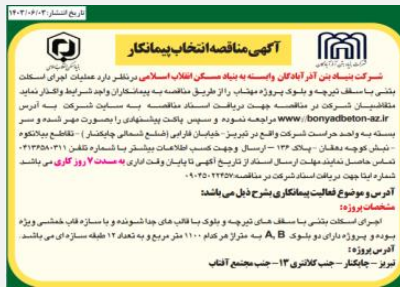 تاریخ انتشار: ۱۴۰۳/۰۶/۰۳
آگهی مناقصه انتخاب پیمانکار
شرکت بنیاد بتن آذرآبادگان وابسته به بنیاد مسکن انقلاب اسلامی در نظر دارد عملیات اجرای اسکلت
بتنی با سقف تیرچه و بلوک پروژه مهتاب را از طریق مناقصه به پیمانکاران واجد شرایط واگذار نماید
متقاضیان شرکت در مناقصه جهت دریافت اسناد مناقصه به سایت شرکت به آدرس
www//:bonyadbeton-az.ir مراجعه نموده و سپس پاکت پیشنهادی را بصورت مهر شده و سر
بسته به واحد حراست شرکت واقع در تبریز - خیابان فارابی (ضلع شمالی چایکنار) - تقاطع بیلانکوه
- نبش کوچه دهقان - پلاک ۱۳۶ - ارسال و جهت کسب اطلاعات بیشتر با شماره تلفن ۰۴۱۳۶۵۸۰۳۱۱
تماس حاصل نمایند مهلت ارسال اسناد از تاریخ آگهی تا پایان وقت اداری به مدت ۷ روز کاری می باشد.
شماره ایتا جهت دریافت اسناد شرکت در مناقصه: ۰۹۰۴۵۰۲۲۴۵۷
آدرس و موضوع فعالیت پیمانکاری بشرح ذیل می باشد:
مشخصات پروژه:
اجرای اسکلت بتنی با سقف های تیرچه و بلوک با قالب های جدا شونده و با سازه قاب خمشی ویژه
بوده و پروژه دارای دو بلوک A, B به متراژ هر کدام ۱۱۰۰ متر مربع و به تعداد ۱۲ طبقه سازه ای می باشد.
آدرس پروژه:
تبریز - چایکنار - جنب کلانتری ۱۳ - جنب مجتمع آفتاب